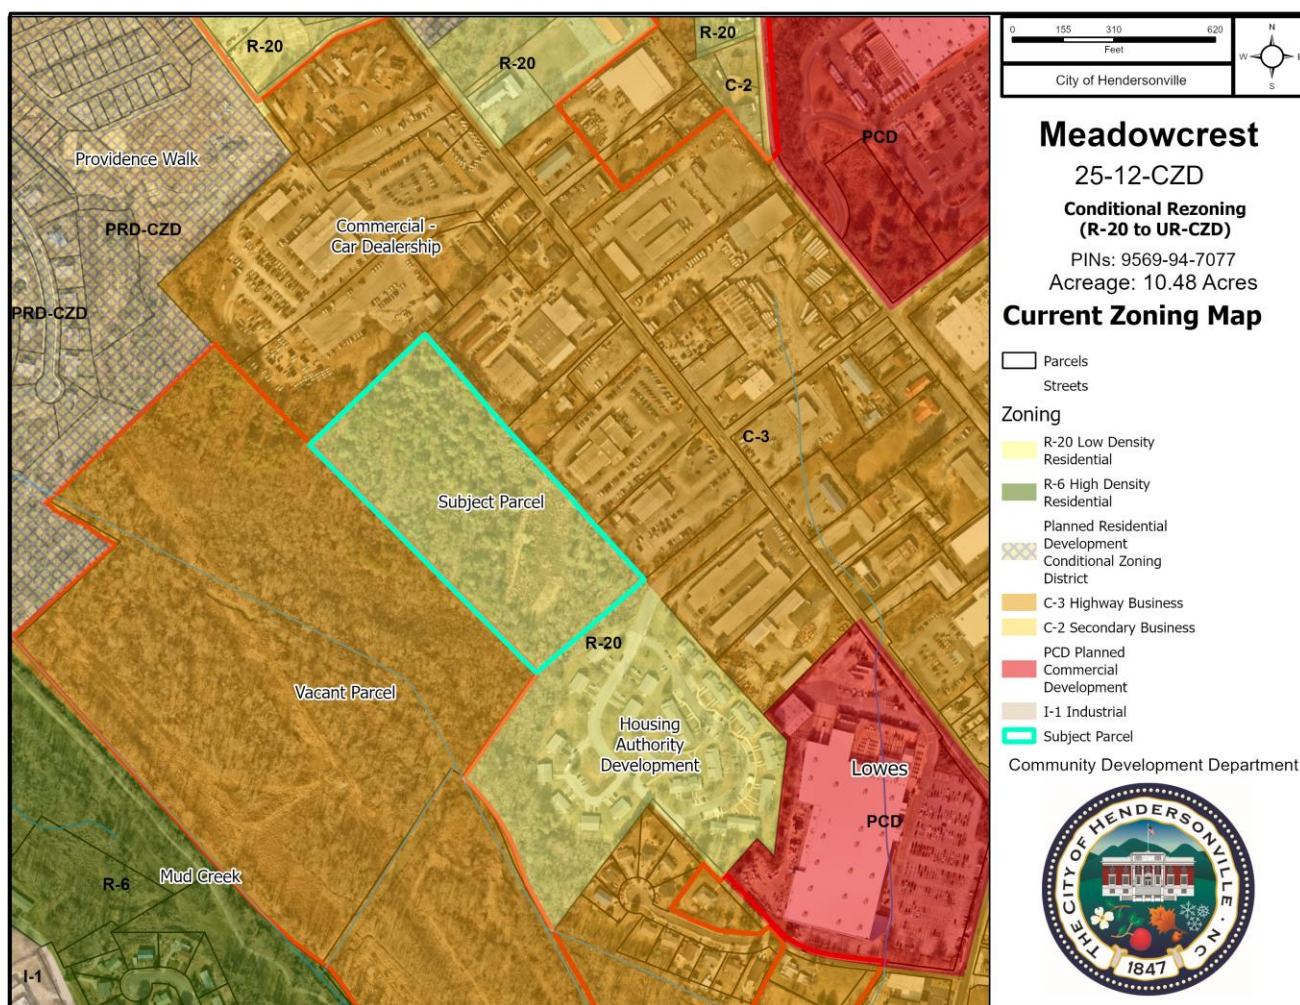 R-20
R-20
R-20
C-2
PCD
Providence Walk
PRD-CZD
PRD-CZD
Commercial -
Car Dealership
C-3
Subject Parcel
R-20
Vacant Parcel
Housing
Authority
Development
Lowes
PCD
Mud Creek
R-6
I-1
0 155 310 620
Feet
City of Hendersonville
N
W E
S
Meadowcrest
25-12-CZD
Conditional Rezoning
(R-20 to UR-CZD)
PINs: 9569-94-7077
Acreage: 10.48 Acres
Current Zoning Map
Parcels
Streets
Zoning
R-20 Low Density
Residential
R-6 High Density
Residential
Planned Residential
Development
Conditional Zoning
District
C-3 Highway Business
C-2 Secondary Business
PCD Planned
Commercial
Development
I-1 Industrial
Subject Parcel
Community Development Department
THE CITY OF HENDERSONVILLE · N C
1847